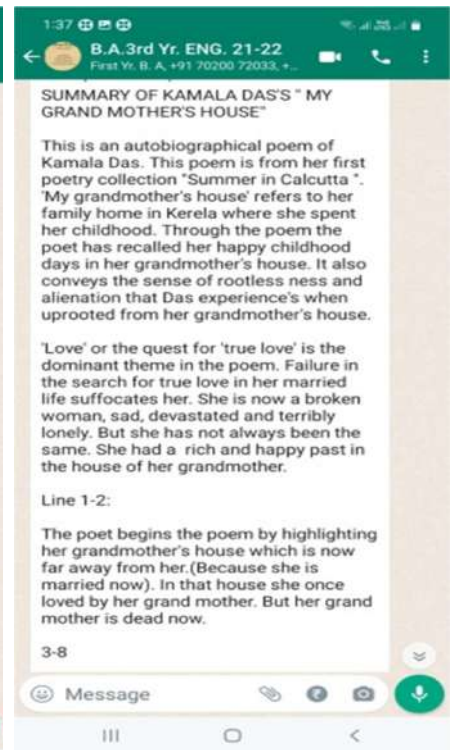 1:37
B.A.3rd Yr. ENG. 21-22
First Yr. B. A, +91 70200 72033, +..
SUMMARY OF KAMALA DAS'S " MY
GRAND MOTHER'S HOUSE"
This is an autobiographical poem of
Kamala Das. This poem is from her first
poetry collection "Summer in Calcutta ".
'My grandmother's house' refers to her
family home in Kerela where she spent
her childhood. Through the poem the
poet has recalled her happy childhood
days in her grandmother's house. It also
conveys the sense of rootless ness and
alienation that Das experience's when
uprooted from her grandmother's house.
'Love' or the quest for 'true love' is the
dominant theme in the poem. Failure in
the search for true love in her married
life suffocates her. She is now a broken
woman, sad, devastated and terribly
lonely. But she has not always been the
same. She had a rich and happy past in
the house of her grandmother.
Line 1-2:
The poet begins the poem by highlighting
her grandmother's house which is now
far away from her.(Because she is
married now). In that house she once
loved by her grand mother. But her grand
mother is dead now.
3-8
Message